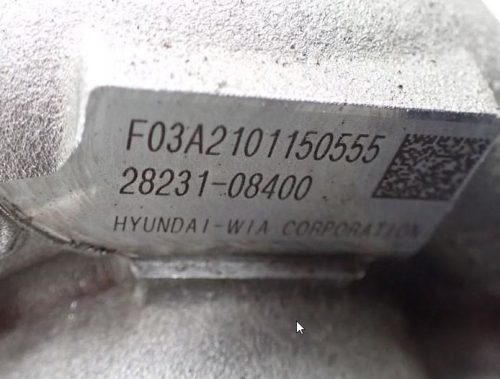 F03A2101150555
28231-08400
HYUNDAI-WIA CORPORATION